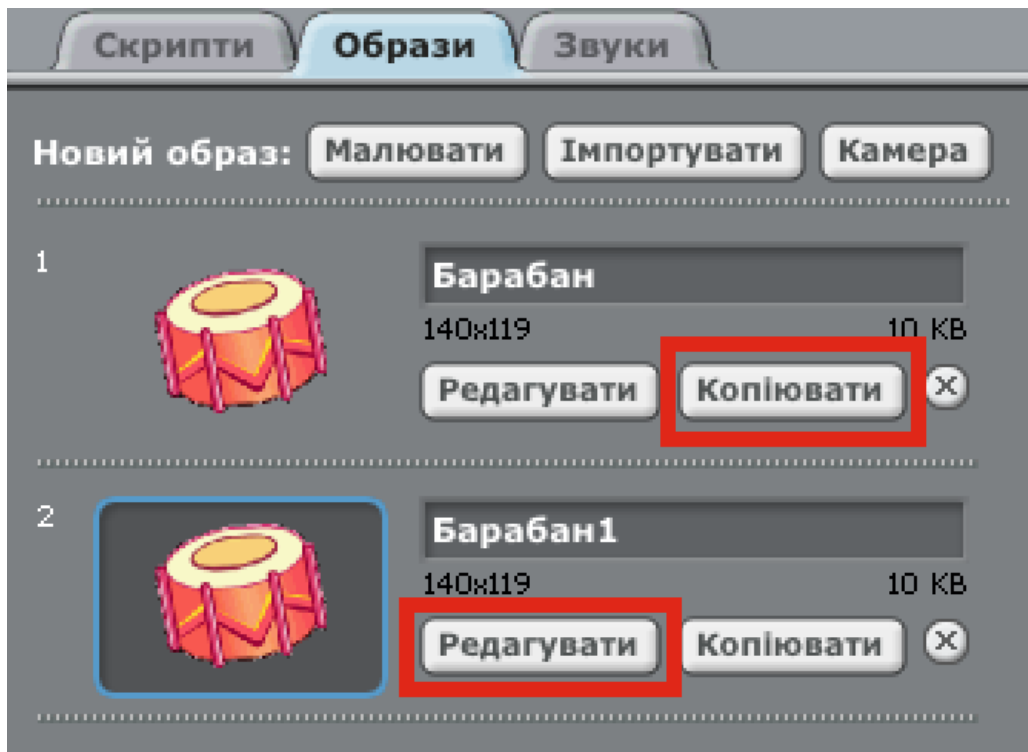 Скрипти Образи Звуки
Новий образ: Малювати Імпортувати Камера
1
Барабан
140x119 10 KB
Редагувати Копіювати X
2
Барабан1
140x119 10 KB
Редагувати Копіювати X